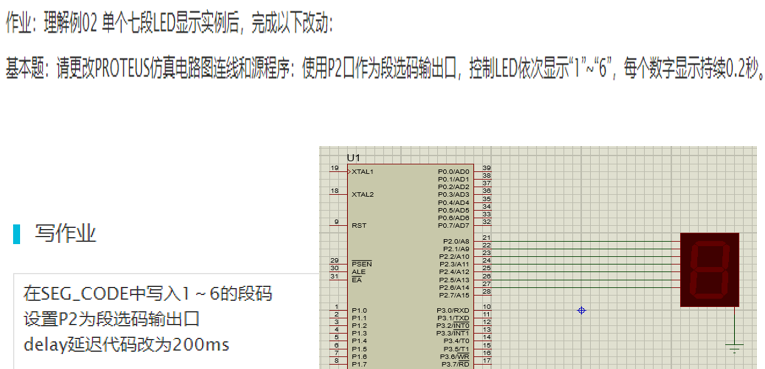 作业：理解例02 单个七段LED显示实例后，完成以下改动：
基本题：请更改PROTEUS仿真电路图连线和源程序：使用P2口作为段选码输出口，控制LED依次显示“1”~“6”，每个数字显示持续0.2秒。
写作业
在SEG_CODE中写入1～6的段码
设置P2为段选码输出口
delay延迟代码改为200ms
U1
19 XTAL1 P0.0/AD0 39
P0.1/AD1 38
P0.2/AD2 37
18 XTAL2 P0.3/AD3 36
P0.4/AD4 35
P0.5/AD5 34
P0.6/AD6 33
9 RST P0.7/AD7 32
P2.0/A8 21
P2.1/A9 22
P2.2/A10 23
29 PSEN P2.3/A11 24
30 ALE P2.4/A12 25
31 EA P2.5/A13 26
P2.6/A14 27
P2.7/A15 28
1 P1.0 P3.0/RXD 10
2 P1.1 P3.1/TXD 11
3 P1.2 P3.2/INT0 12
4 P1.3 P3.3/INT1 13
5 P1.4 P3.4/T0 14
6 P1.5 P3.5/T1 15
7 P1.6 P3.6/WR 16
8 P1.7 P3.7/RD 17